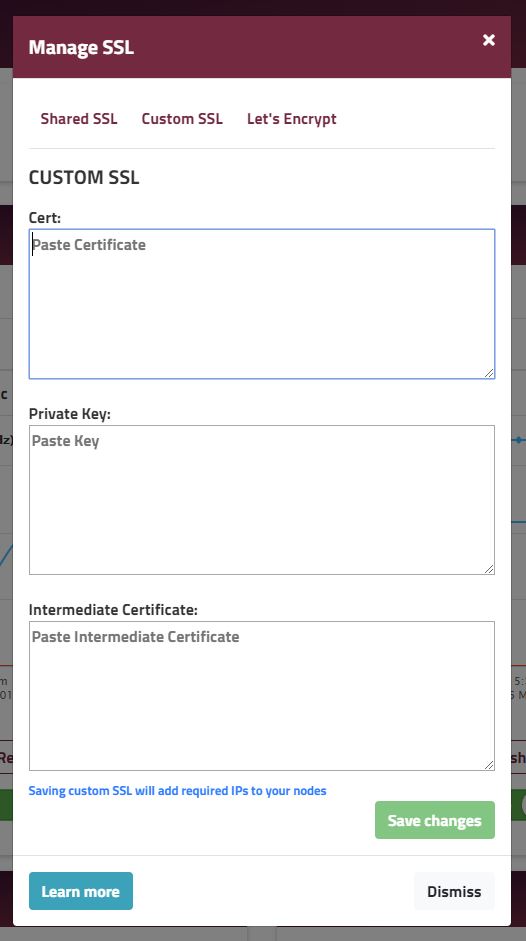 Manage SSL
×
Shared SSL Custom SSL Let's Encrypt
CUSTOM SSL
Cert:
Paste Certificate
Private Key:
Paste Key
Intermediate Certificate:
Paste Intermediate Certificate
Saving custom SSL will add required IPs to your nodes
Save changes
Learn more Dismiss